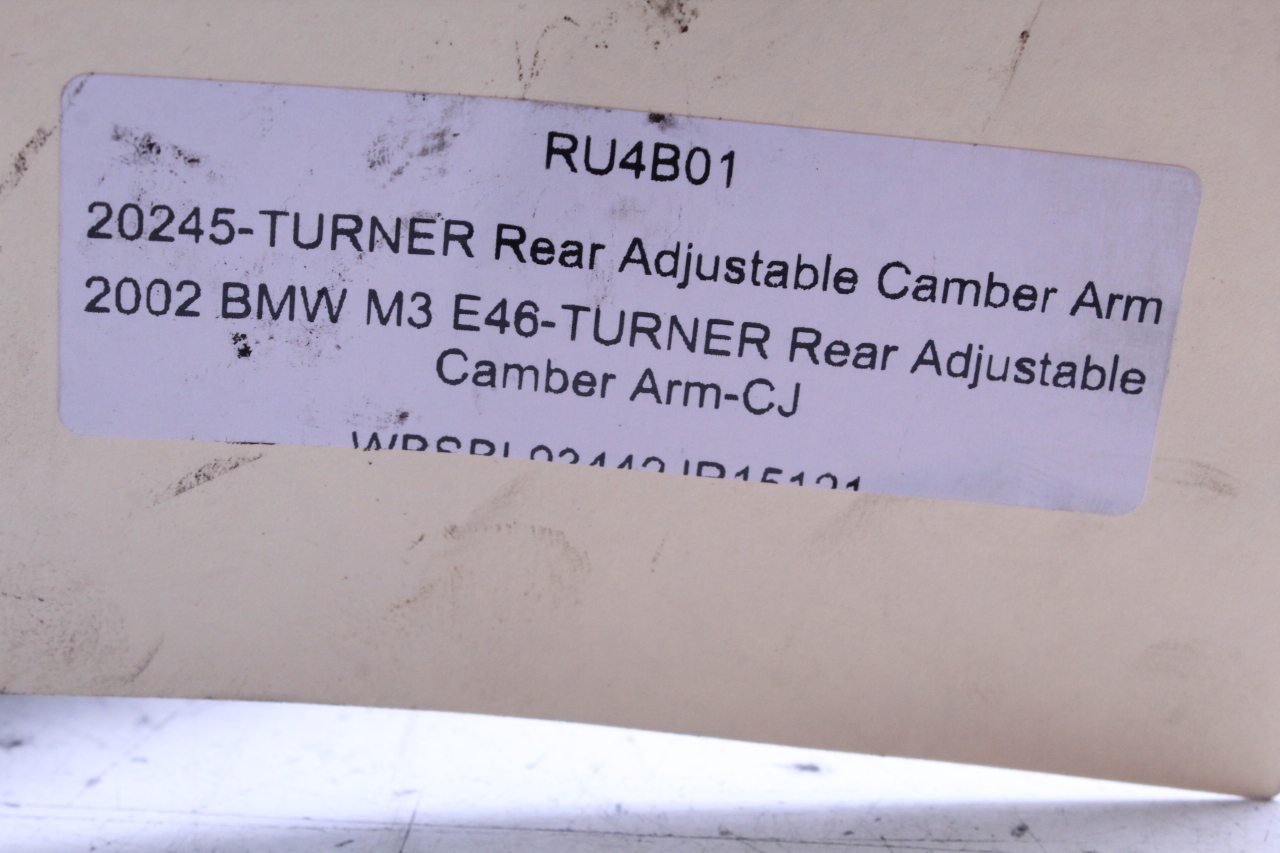 RU4B01
20245-TURNER Rear Adjustable Camber Arm
2002 BMW M3 E46-TURNER Rear Adjustable
Camber Arm-CJ